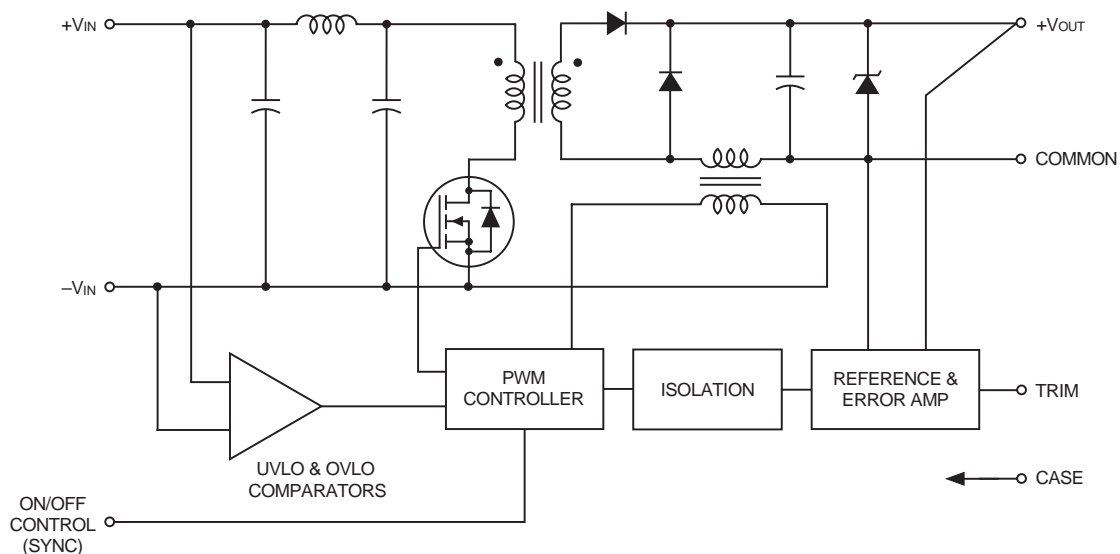 +VIN
+VOUT
COMMON
–VIN
PWM
CONTROLLER
ISOLATION
REFERENCE &
ERROR AMP
TRIM
UVLO & OVLO
COMPARATORS
CASE
ON/OFF
CONTROL
(SYNC)